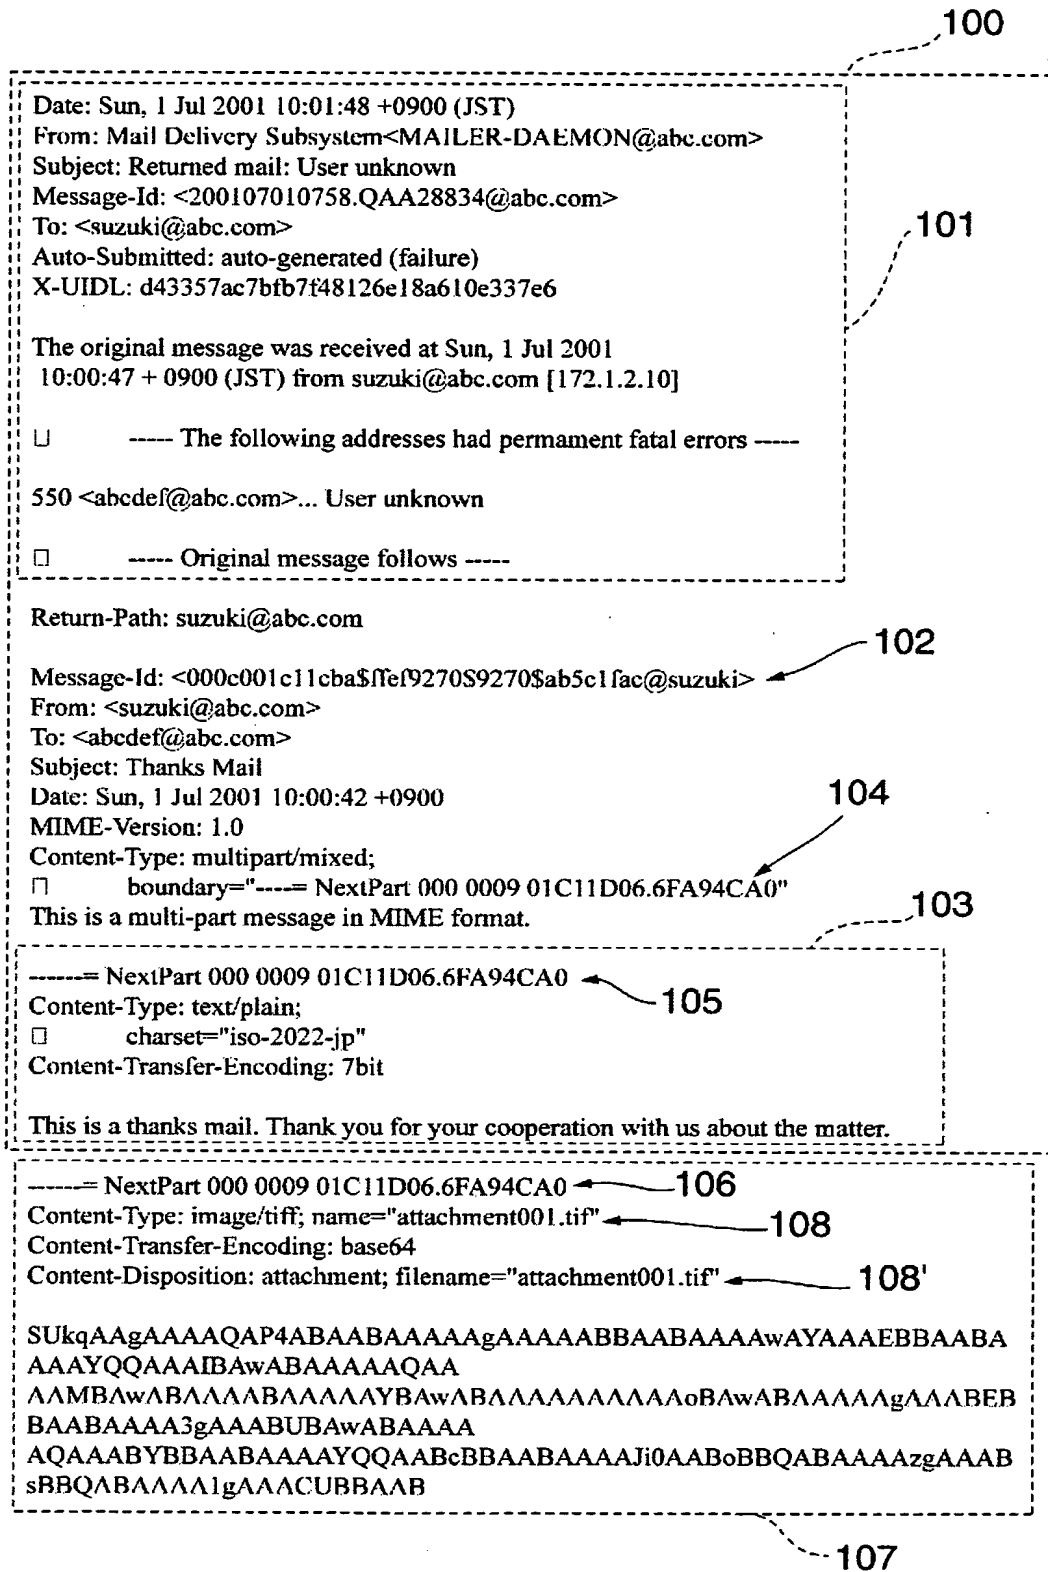 100
Date: Sun, 1 Jul 2001 10:01:48 +0900 (JST)
From: Mail Delivery Subsystem<MAILER-DAEMON@abc.com>
Subject: Returned mail: User unknown
Message-Id: <200107010758.QAA28834@abc.com>
To: <suzuki@abc.com>
101
Auto-Submitted: auto-generated (failure)
X-UIDL: d43357ac7bfb7f48126e18a610e337e6
The original message was received at Sun, 1 Jul 2001
10:00:47 + 0900 (JST) from suzuki@abc.com [172.1.2.10]
----- The following addresses had permament fatal errors -----
550 <abcdef@abc.com>... User unknown
----- Original message follows -----
Return-Path: suzuki@abc.com
102
Message-Id: <000c001c11cba$ffef9270S9270$ab5c1fac@suzuki>
From: <suzuki@abc.com>
To: <abcdef@abc.com>
Subject: Thanks Mail
Date: Sun, 1 Jul 2001 10:00:42 +0900
104
MIME-Version: 1.0
Content-Type: multipart/mixed;
boundary="----= NextPart 000 0009 01C11D06.6FA94CA0"
This is a multi-part message in MIME format.
103
------= NextPart 000 0009 01C11D06.6FA94CA0
105
Content-Type: text/plain;
charset="iso-2022-jp"
Content-Transfer-Encoding: 7bit
This is a thanks mail. Thank you for your cooperation with us about the matter.
------= NextPart 000 0009 01C11D06.6FA94CA0
106
Content-Type: image/tiff; name="attachment001.tif"
108
Content-Transfer-Encoding: base64
Content-Disposition: attachment; filename="attachment001.tif"
108'
SUkqAAgAAAAQAP4ABAABAAAAAAgAAAAABBAABAAAAwAYAAAEBBAABA
AAAYQQAAAIBAwABAAAAAQAA
AAMBAwABAAAABAAAAAYBAwABAAAAAAAAAAoBAwABAAAAAgAAABEB
BAABAAAA3gAAABUBAwABAAAA
AQAAABYBBAABAAAAYQQAABcBBAABAAAAJi0AABoBBQABAAAAzgAAAB
sBBQABAAAA1gAAACUBBAAB
107